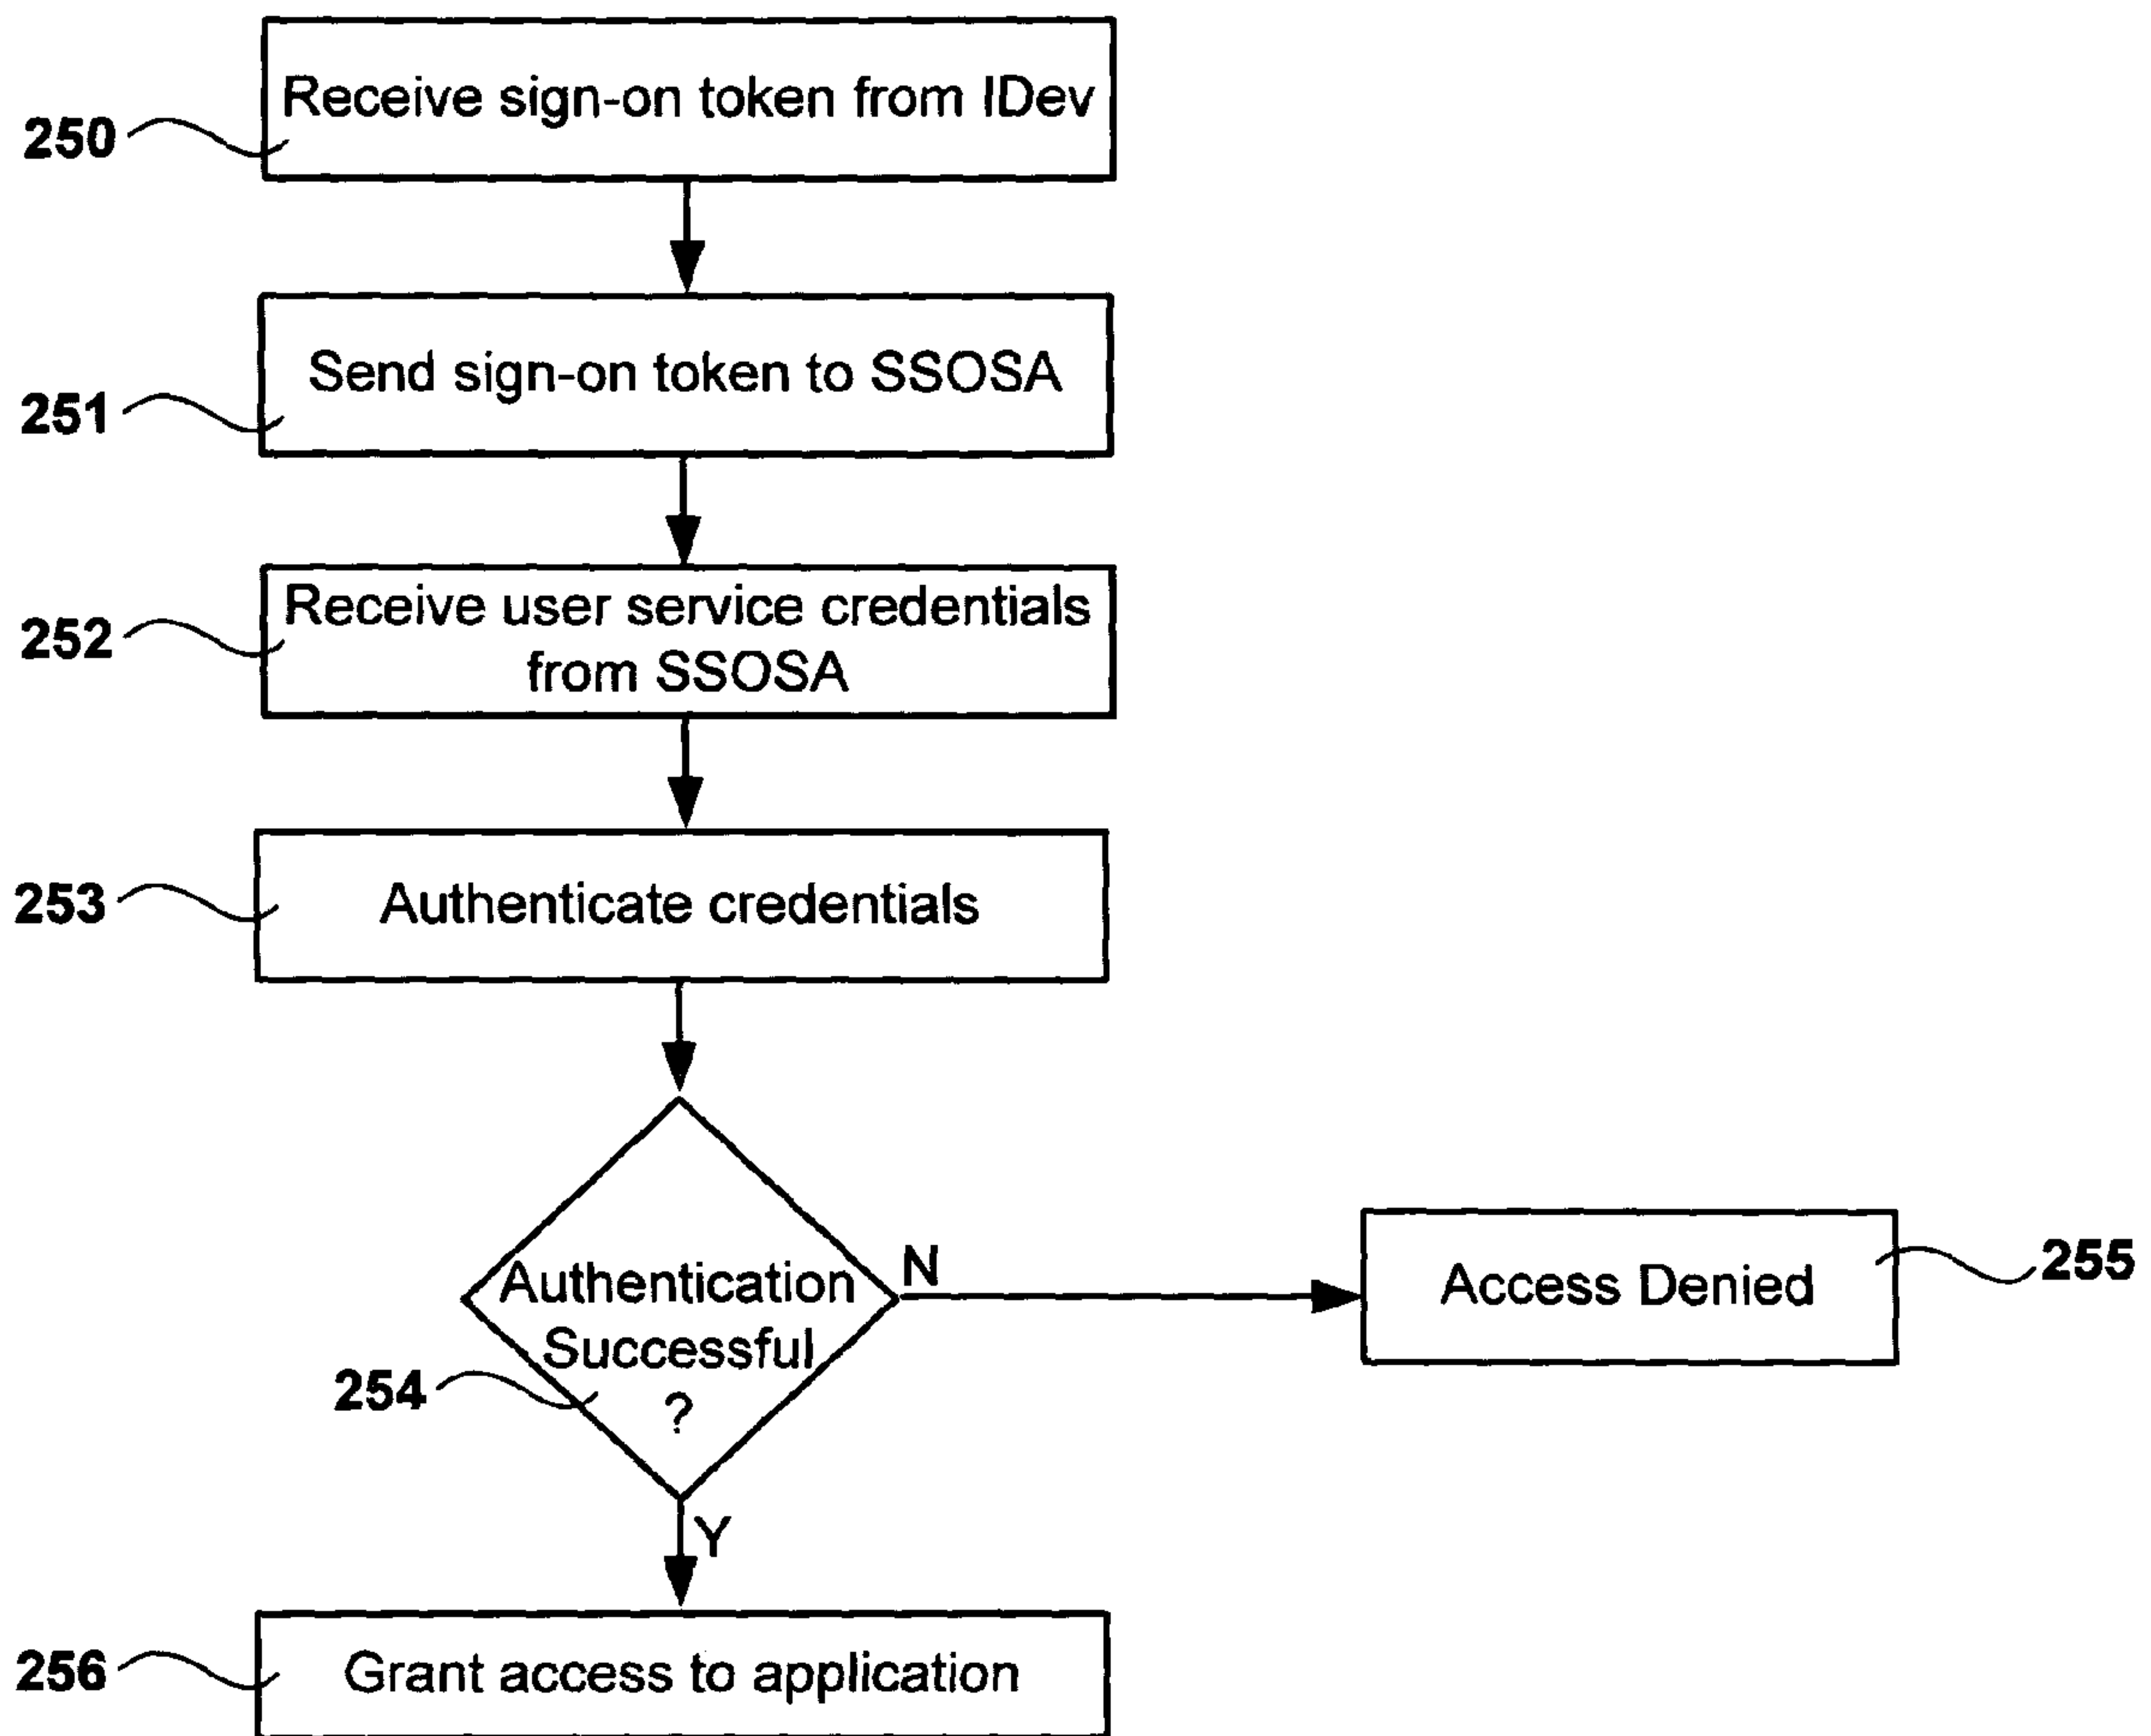 Receive sign-on token from IDev
250
Send sign-on token to SSOSA
251
Receive user service credentials
from SSOSA
252
Authenticate credentials
253
Authentication
Successful
?
254
N
Access Denied
255
Y
Grant access to application
256